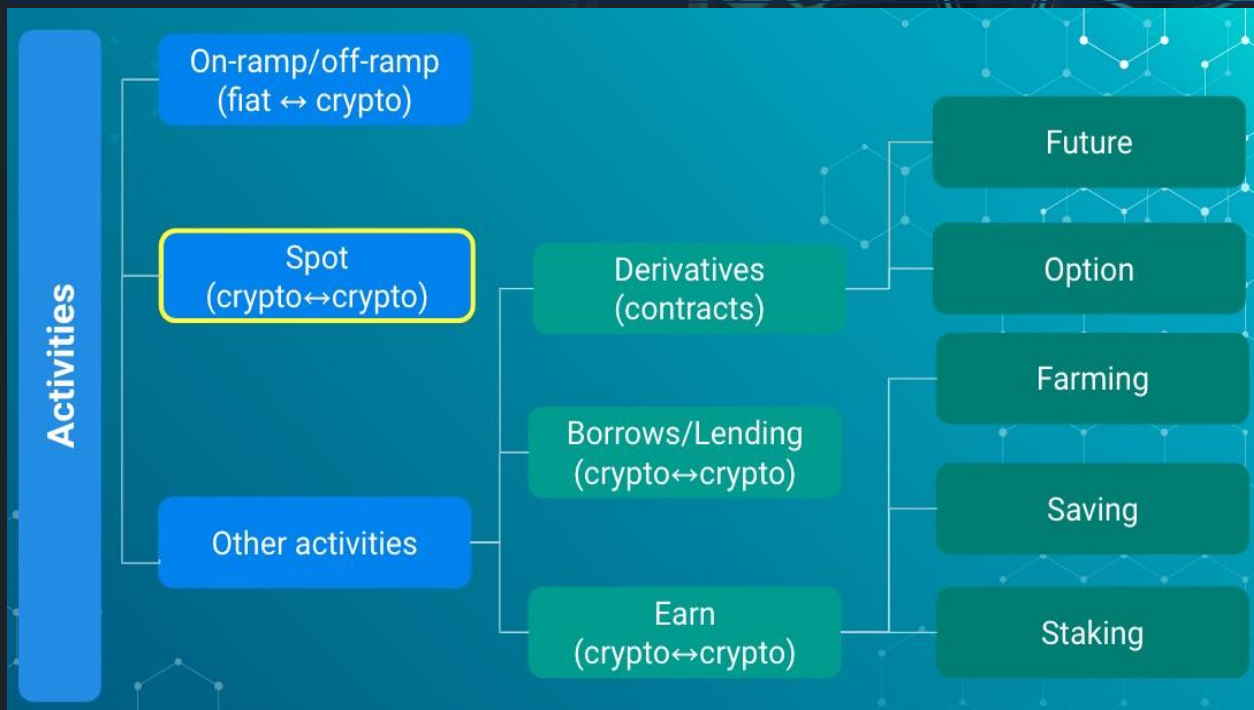 Activities
On-ramp/off-ramp
(fiat ↔ crypto)
Spot
(crypto↔crypto)
Other activities
Derivatives
(contracts)
Borrows/Lending
(crypto↔crypto)
Earn
(crypto↔crypto)
Future
Option
Farming
Saving
Staking